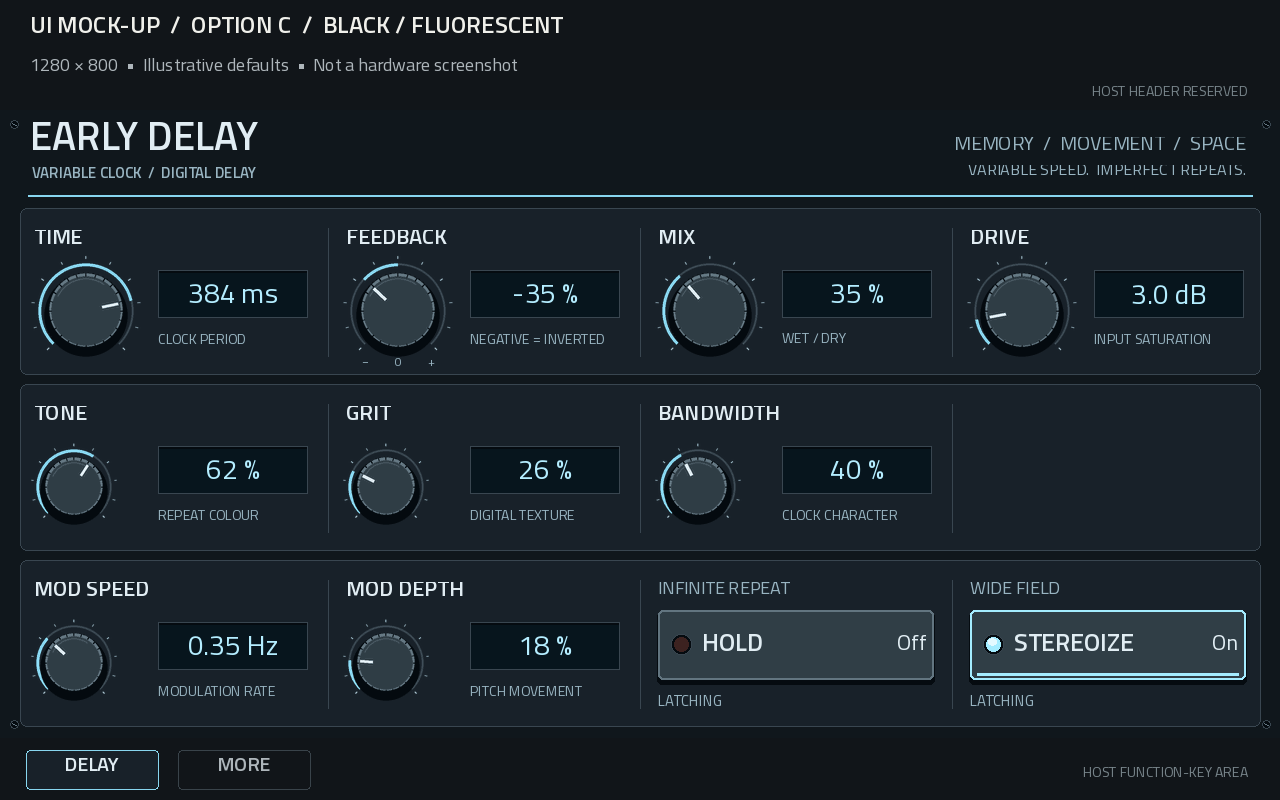 UI MOCK-UP / OPTION C / BLACK / FLUORESCENT
1280 × 800 ▪ Illustrative defaults ▪ Not a hardware screenshot
HOST HEADER RESERVED
EARLY DELAY
MEMORY / MOVEMENT / SPACE
VARIABLE CLOCK / DIGITAL DELAY
VARIABLE SPEED. IMPERFECT REPEATS.
TIME
384 ms
CLOCK PERIOD
FEEDBACK
-35 %
NEGATIVE = INVERTED
− 0 +
MIX
35 %
WET / DRY
DRIVE
3.0 dB
INPUT SATURATION
TONE
62 %
REPEAT COLOUR
GRIT
26 %
DIGITAL TEXTURE
BANDWIDTH
40 %
CLOCK CHARACTER
MOD SPEED
0.35 Hz
MODULATION RATE
MOD DEPTH
18 %
PITCH MOVEMENT
INFINITE REPEAT
HOLD Off
LATCHING
WIDE FIELD
STEREOIZE On
LATCHING
DELAY
MORE
HOST FUNCTION-KEY AREA